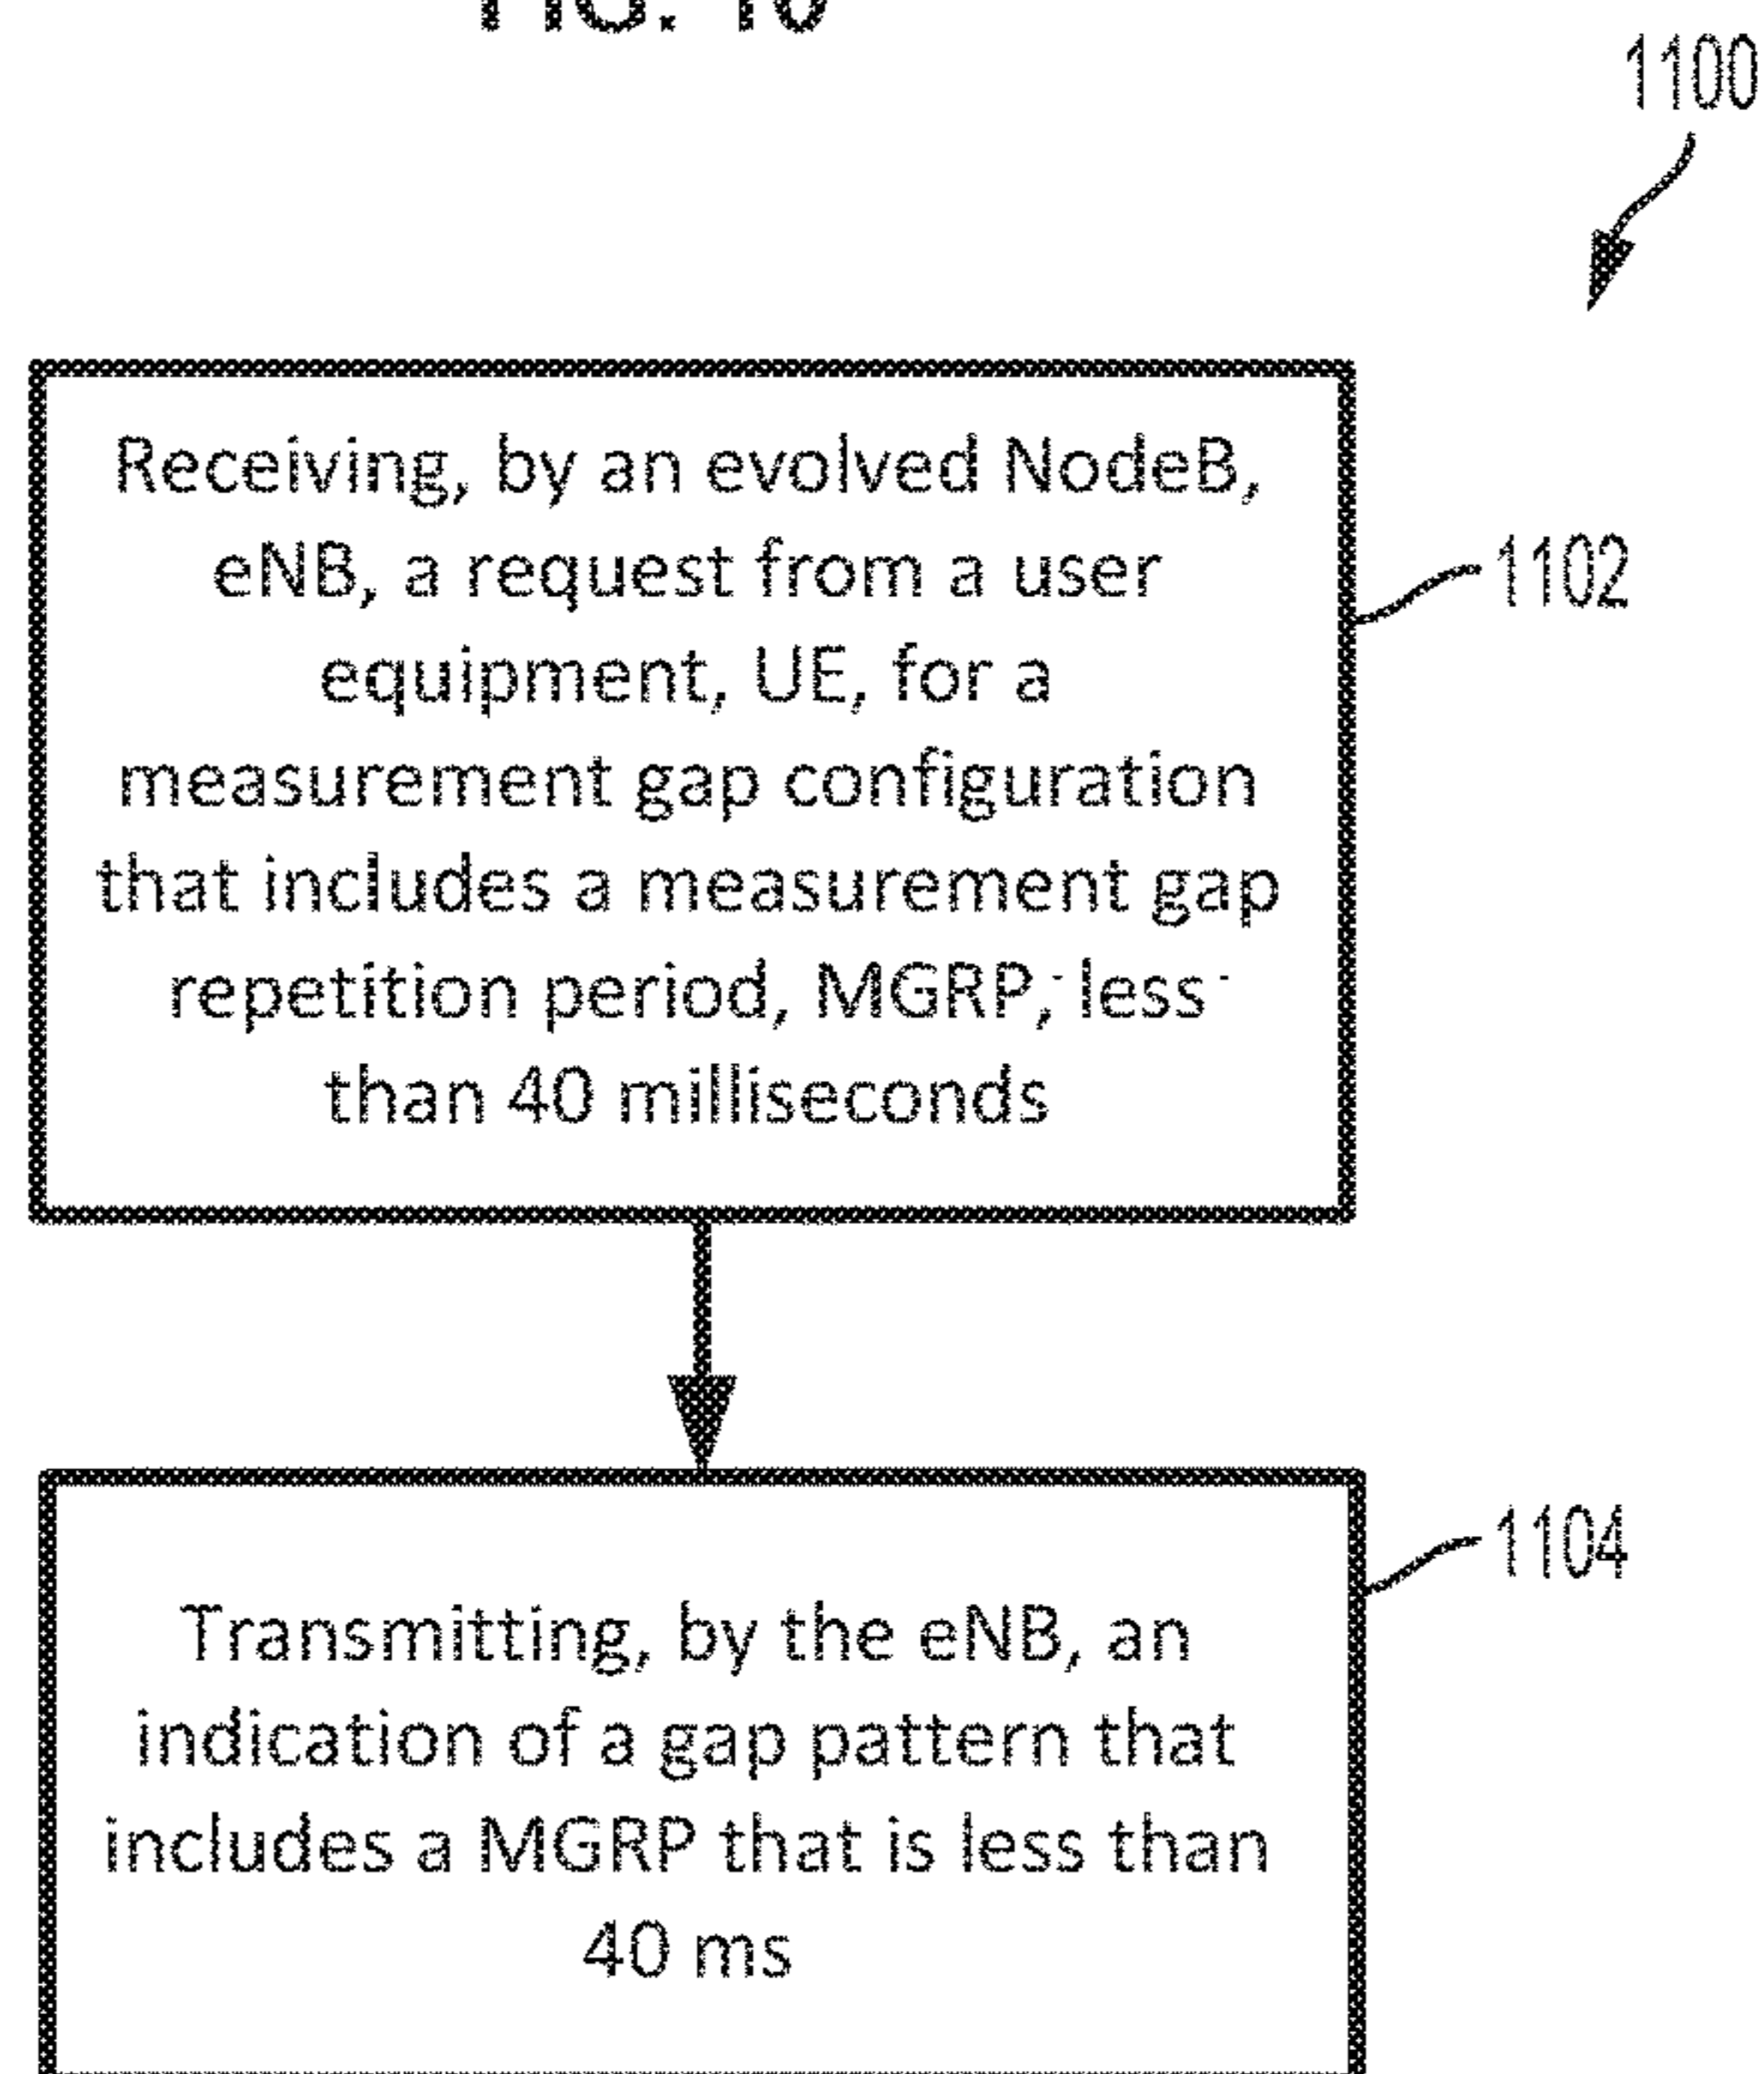 FIG. 10
1100
Receiving, by an evolved NodeB,
eNB, a request from a user
equipment, UE, for a
measurement gap configuration
that includes a measurement gap
repetition period, MGRP, less
than 40 milliseconds
1102
1104
Transmitting, by the eNB, an
indication of a gap pattern that
includes a MGRP that is less than
40 ms